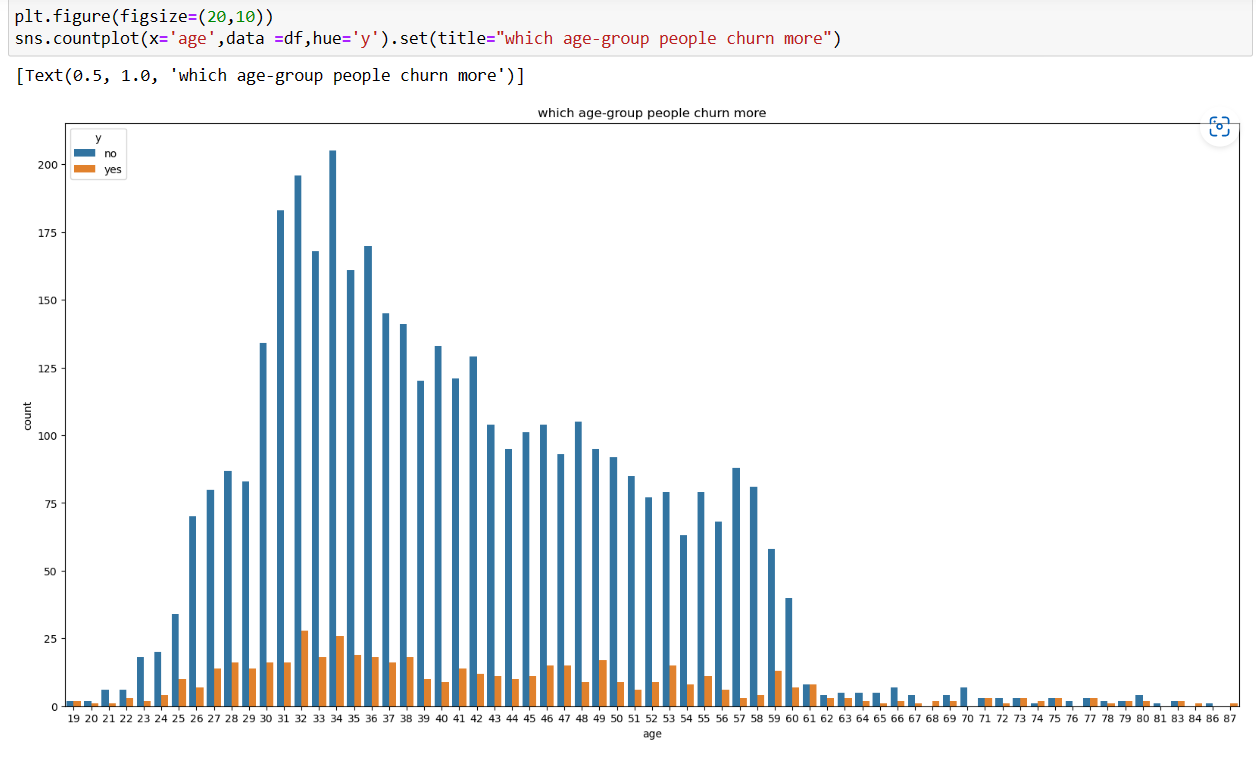 plt.figure(figsize=(20,10))
sns.countplot(x='age',data =df,hue='y').set(title="which age-group people churn more")
[Text(0.5, 1.0, 'which age-group people churn more')]
which age-group people churn more
y
no
yes
200
175
150
125
100
75
50
25
0
count
19 20 21 22 23 24 25 26 27 28 29 30 31 32 33 34 35 36 37 38 39 40 41 42 43 44 45 46 47 48 49 50 51 52 53 54 55 56 57 58 59 60 61 62 63 64 65 66 67 68 69 70 71 72 73 74 75 76 77 78 79 80 81 83 84 86 87
age